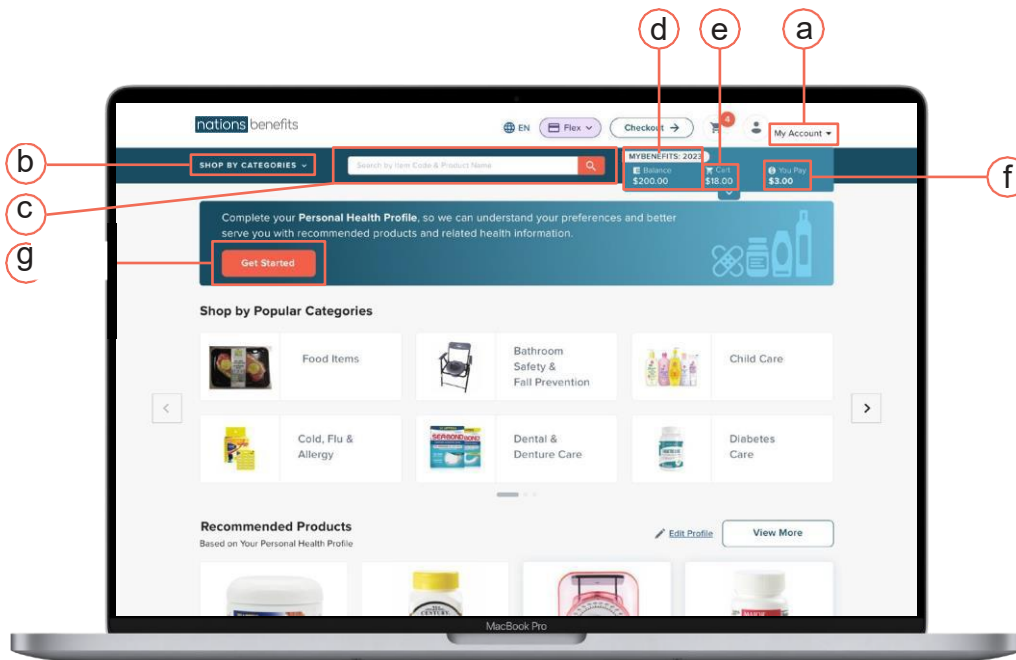 d e a
nations benefits
EN Flex Checkout 4 My Account
b
SHOP BY CATEGORIES
Search by Item Code & Product Name
MYBENEFITS: 2023
Balance Cart You Pay
$200.00 $18.00 $3.00
f
c
Complete your Personal Health Profile, so we can understand your preferences and better
serve you with recommended products and related health information.
g
Get Started
Shop by Popular Categories
Food Items
Bathroom
Safety &
Fall Prevention
Child Care
Cold, Flu &
Allergy
SEABOND
Dental &
Denture Care
Diabetes
Care
Recommended Products
Based on Your Personal Health Profile
Edit Profile
View More
CENTURY
MacBook Pro